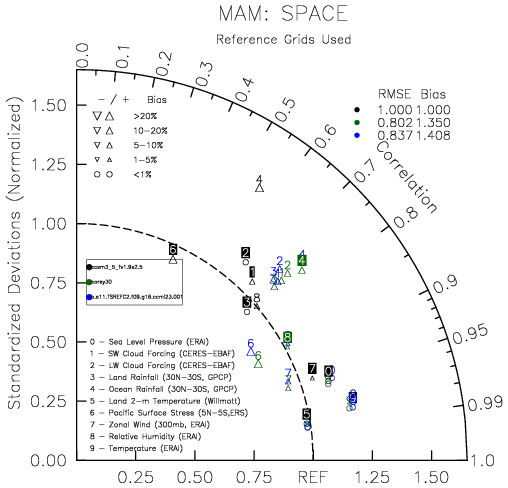 MAM: SPACE
Reference Grids Used
0.0 0.1 0.2 0.3 0.4 0.5 0.6 0.7 0.8 0.9 0.95 0.99 1.0
Correlation
Standardized Deviations (Normalized)
1.50
1.25
1.00
0.75
0.50
0.25
0.00
− / + Bias
>20%
10−20%
5−10%
1−5%
<1%
RMSE Bias
1.000 1.000
0.802 1.350
0.837 1.408
0 − Sea Level Pressure (ERAI)
1 − SW Cloud Forcing (CERES−EBAF)
2 − LW Cloud Forcing (CERES−EBAF)
3 − Land Rainfall (30N−30S, GPCP)
4 − Ocean Rainfall (30N−30S, GPCP)
5 − Land 2−m Temperature (Willmott)
6 − Pacific Surface Stress (5N−5S,ERS)
7 − Zonal Wind (300mb, ERAI)
8 − Relative Humidity (ERAI)
9 − Temperature (ERAI)
0.25 0.50 0.75 REF 1.25 1.50